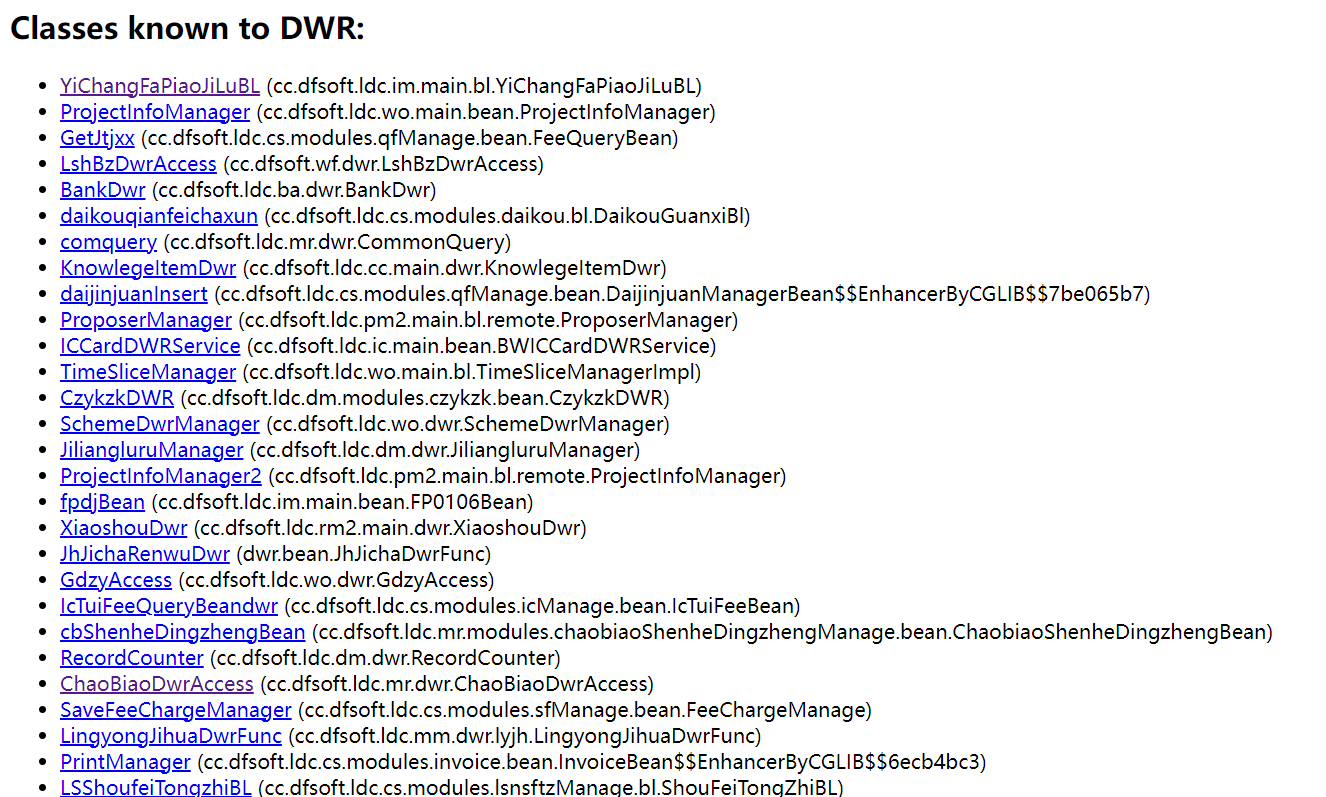 Classes known to DWR:
YiChangFaPiaoJiLuBL (cc.dfsoft.ldc.im.main.bl.YiChangFaPiaoJiLuBL)
ProjectInfoManager (cc.dfsoft.ldc.wo.main.bean.ProjectInfoManager)
GetJtjxx (cc.dfsoft.ldc.cs.modules.qfManage.bean.FeeQueryBean)
LshBzDwrAccess (cc.dfsoft.wf.dwr.LshBzDwrAccess)
BankDwr (cc.dfsoft.ldc.ba.dwr.BankDwr)
daikouqianfeichaxun (cc.dfsoft.ldc.cs.modules.daikou.bl.DaikouGuanxiBl)
comquery (cc.dfsoft.ldc.mr.dwr.CommonQuery)
KnowlegeItemDwr (cc.dfsoft.ldc.cc.main.dwr.KnowlegeItemDwr)
daijinjuanInsert (cc.dfsoft.ldc.cs.modules.qfManage.bean.DaijinjuanManagerBean$$EnhancerByCGLIB$$7be065b7)
ProposerManager (cc.dfsoft.ldc.pm2.main.bl.remote.ProposerManager)
ICCardDWRService (cc.dfsoft.ldc.ic.main.bean.BWICCardDWRService)
TimeSliceManager (cc.dfsoft.ldc.wo.main.bl.TimeSliceManagerImpl)
CzykzkDWR (cc.dfsoft.ldc.dm.modules.czykzk.bean.CzykzkDWR)
SchemeDwrManager (cc.dfsoft.ldc.wo.dwr.SchemeDwrManager)
JiliangluruManager (cc.dfsoft.ldc.dm.dwr.JiliangluruManager)
ProjectInfoManager2 (cc.dfsoft.ldc.pm2.main.bl.remote.ProjectInfoManager)
fpdjBean (cc.dfsoft.ldc.im.main.bean.FP0106Bean)
XiaoshouDwr (cc.dfsoft.ldc.rm2.main.dwr.XiaoshouDwr)
JhJichaRenwuDwr (dwr.bean.JhJichaDwrFunc)
GdzyAccess (cc.dfsoft.ldc.wo.dwr.GdzyAccess)
IcTuiFeeQueryBeandwr (cc.dfsoft.ldc.cs.modules.icManage.bean.IcTuiFeeBean)
cbShenheDingzhengBean (cc.dfsoft.ldc.mr.modules.chaobiaoShenheDingzhengManage.bean.ChaobiaoShenheDingzhengBean)
RecordCounter (cc.dfsoft.ldc.dm.dwr.RecordCounter)
ChaoBiaoDwrAccess (cc.dfsoft.ldc.mr.dwr.ChaoBiaoDwrAccess)
SaveFeeChargeManager (cc.dfsoft.ldc.cs.modules.sfManage.bean.FeeChargeManage)
LingyongJihuaDwrFunc (cc.dfsoft.ldc.mm.dwr.lyjh.LingyongJihuaDwrFunc)
PrintManager (cc.dfsoft.ldc.cs.modules.invoice.bean.InvoiceBean$$EnhancerByCGLIB$$6ecb4bc3)
LSShoufeiTongzhiBL (cc.dfsoft.ldc.cs.modules.lsnsftzManage.bl.ShouFeiTongZhiBL)